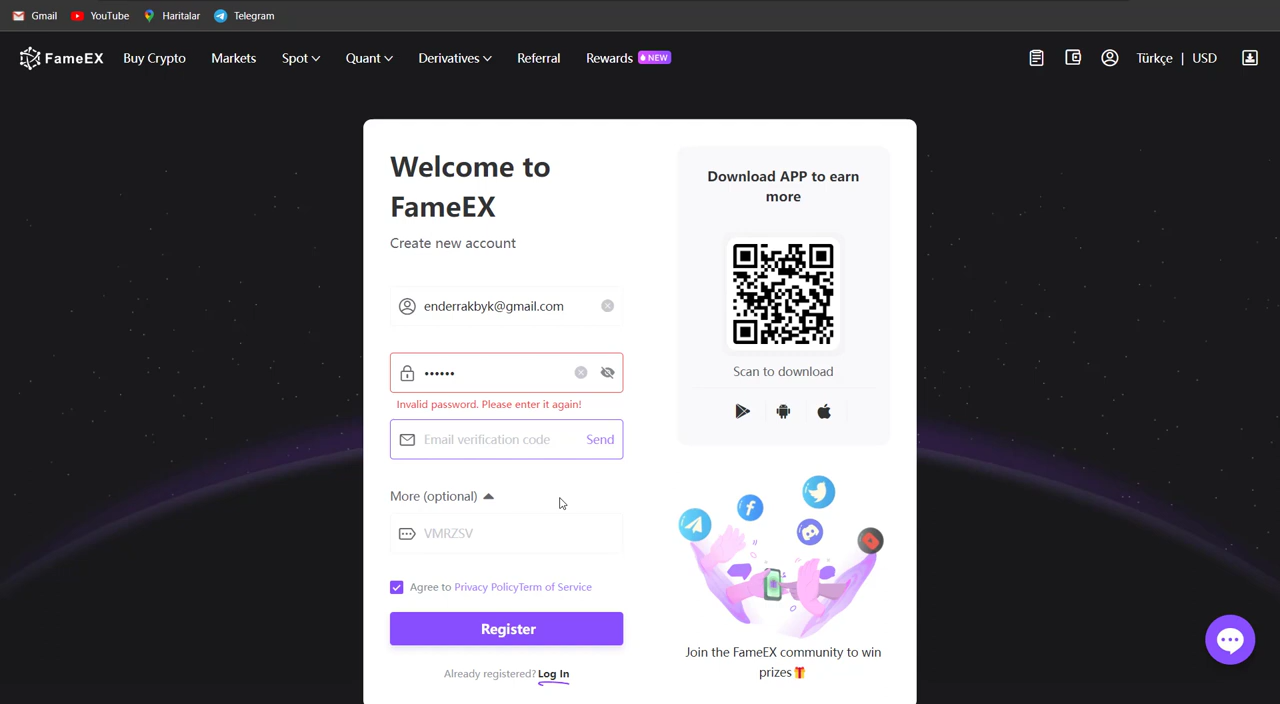 Gmail YouTube Haritalar Telegram
FameEX Buy Crypto Markets Spot Quant Derivatives Referral Rewards NEW Türkçe | USD
Welcome to
FameEX
Create new account
enderrakbyk@gmail.com
••••••
Invalid password. Please enter it again!
Email verification code Send
More (optional)
VMRZSV
Agree to Privacy PolicyTerm of Service
Register
Already registered? Log In
Download APP to earn
more
Scan to download
Join the FameEX community to win
prizes🎁